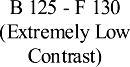 B 125 - F 130
(Extremely Low
Contrast)